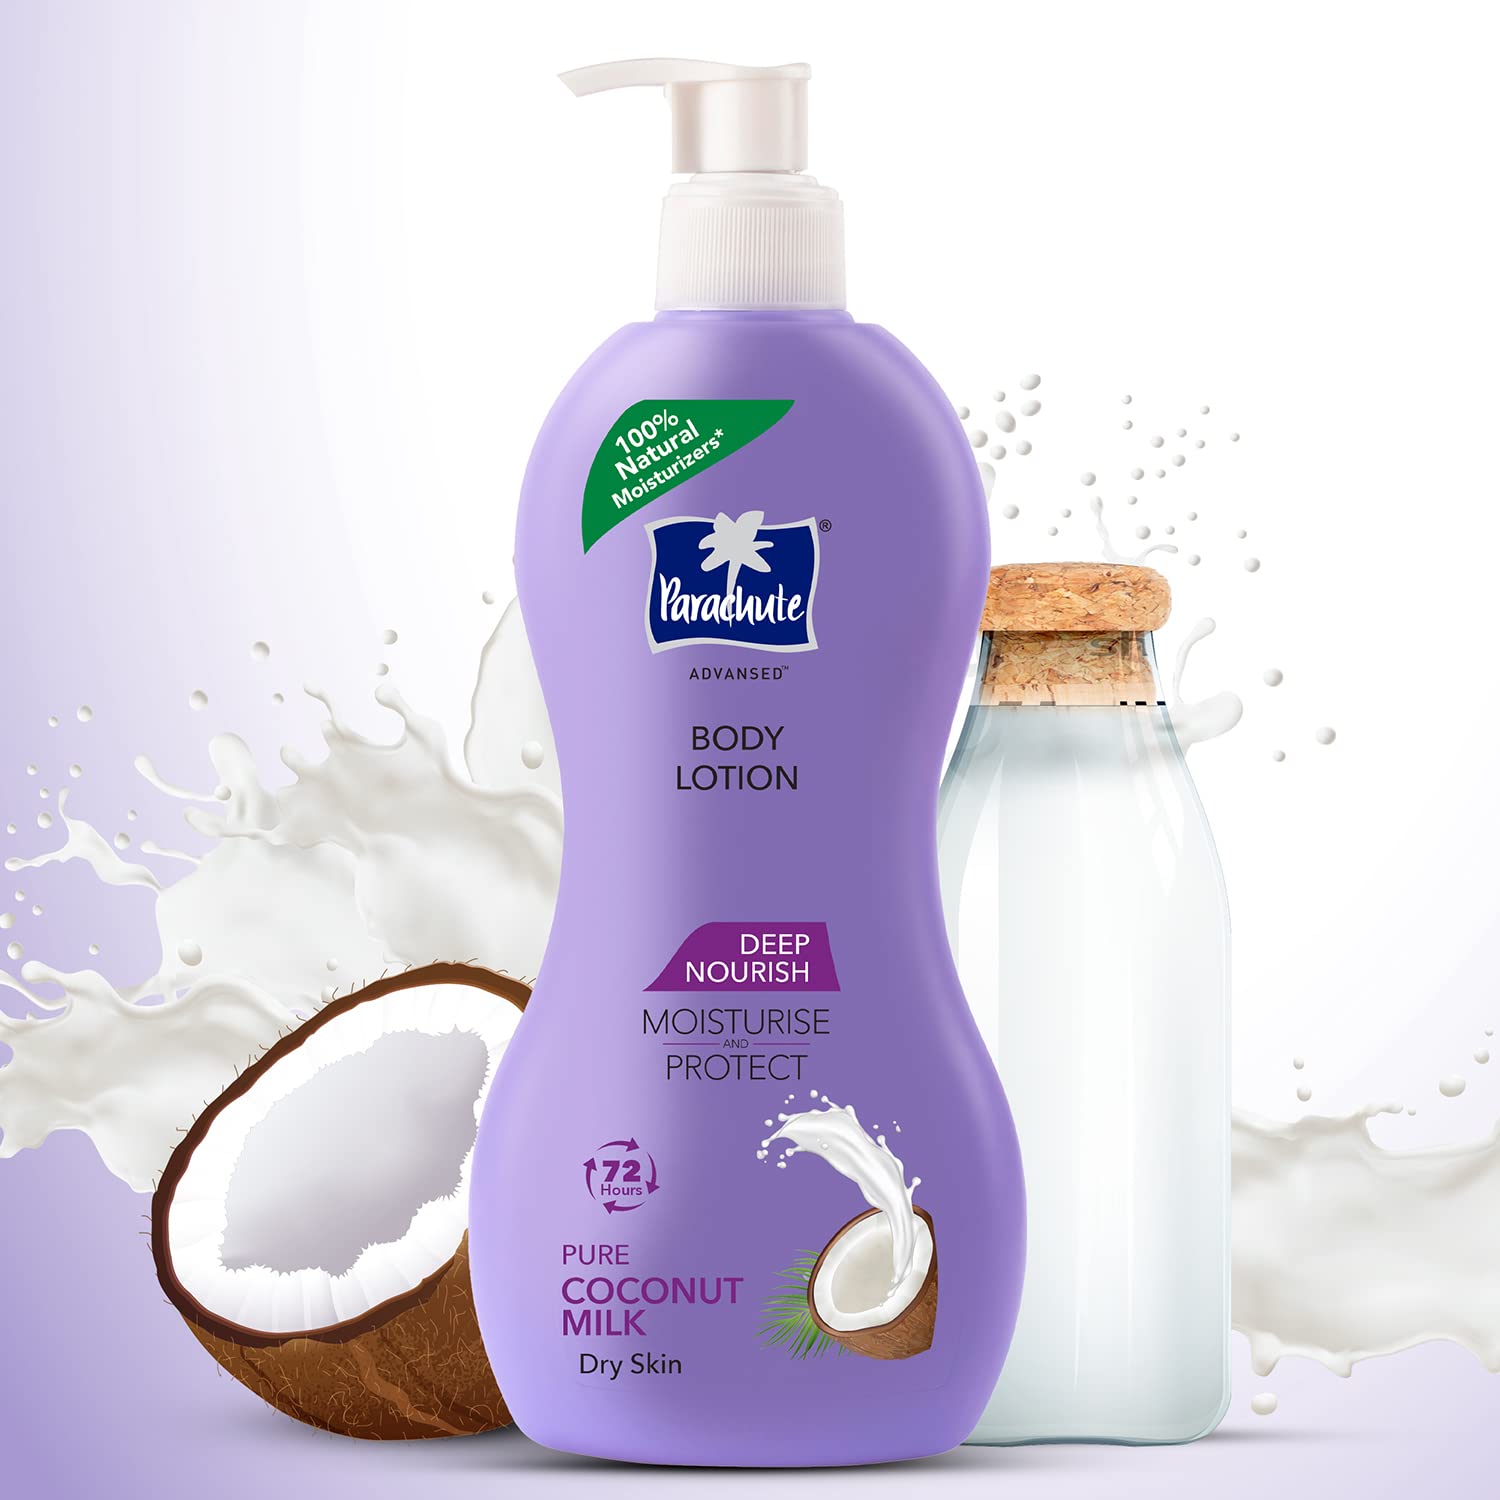 100%
Natural
Moisturizers*
Parachute®
ADVANSED™
BODY
LOTION
DEEP
NOURISH
MOISTURISE
AND
PROTECT
72
Hours
PURE
COCONUT
MILK
Dry Skin